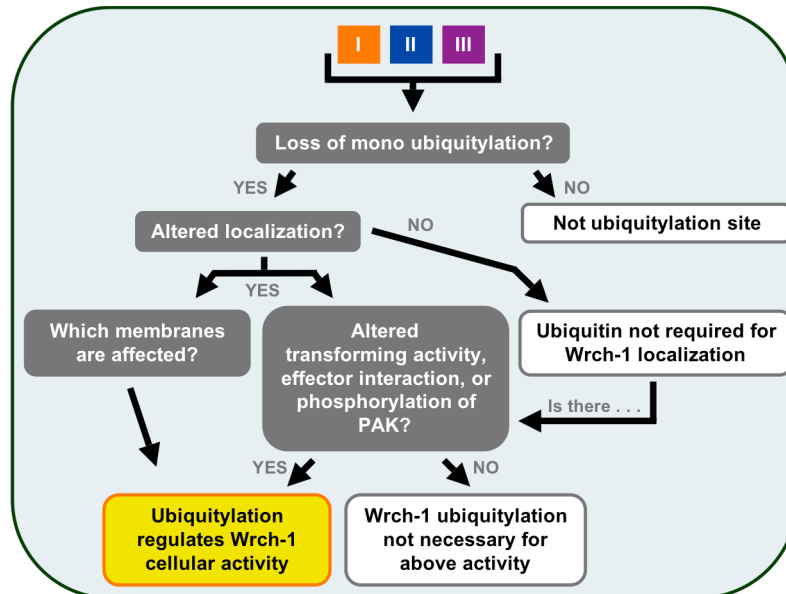 I II III
Loss of mono ubiquitylation?
YES
NO
Altered localization?
NO
Not ubiquitylation site
YES
Which membranes
are affected?
Altered
transforming activity,
effector interaction, or
phosphorylation of
PAK?
Ubiquitin not required for
Wrch-1 localization
Is there . . .
YES
NO
Ubiquitylation
regulates Wrch-1
cellular activity
Wrch-1 ubiquitylation
not necessary for
above activity